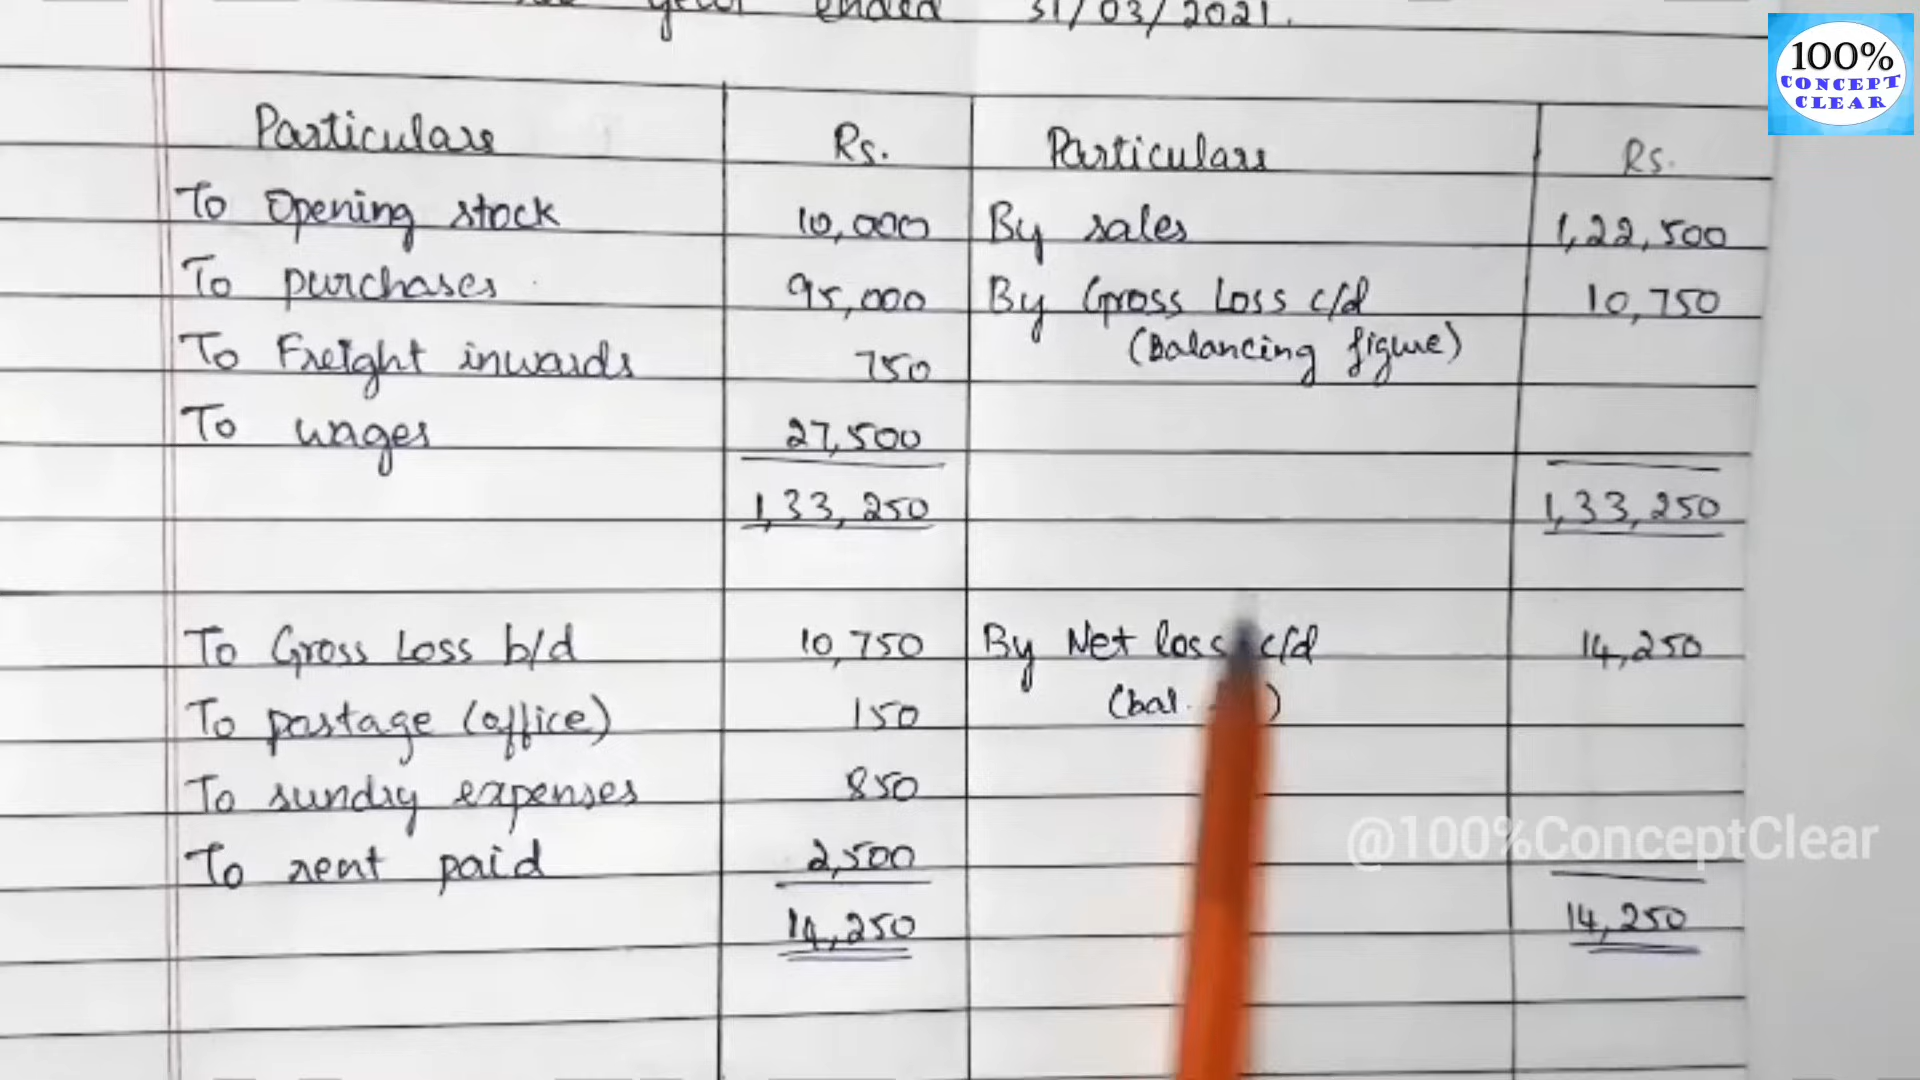 year ended 31/03/2021.
100%
CONCEPT
CLEAR
Particulars Rs. Particulars Rs.
To Opening stock 10,000 By sales 1,22,500
To purchases 95,000 By Gross Loss c/d 10,750
(Balancing figure)
To Freight inwards 750
To wages 27,500
1,33,250 1,33,250
To Gross Loss b/d 10,750 By Net loss c/d 14,250
(bal. )
To postage (office) 150
To sundry expenses 850
To rent paid 2,500
14,250 14,250
@100%ConceptClear